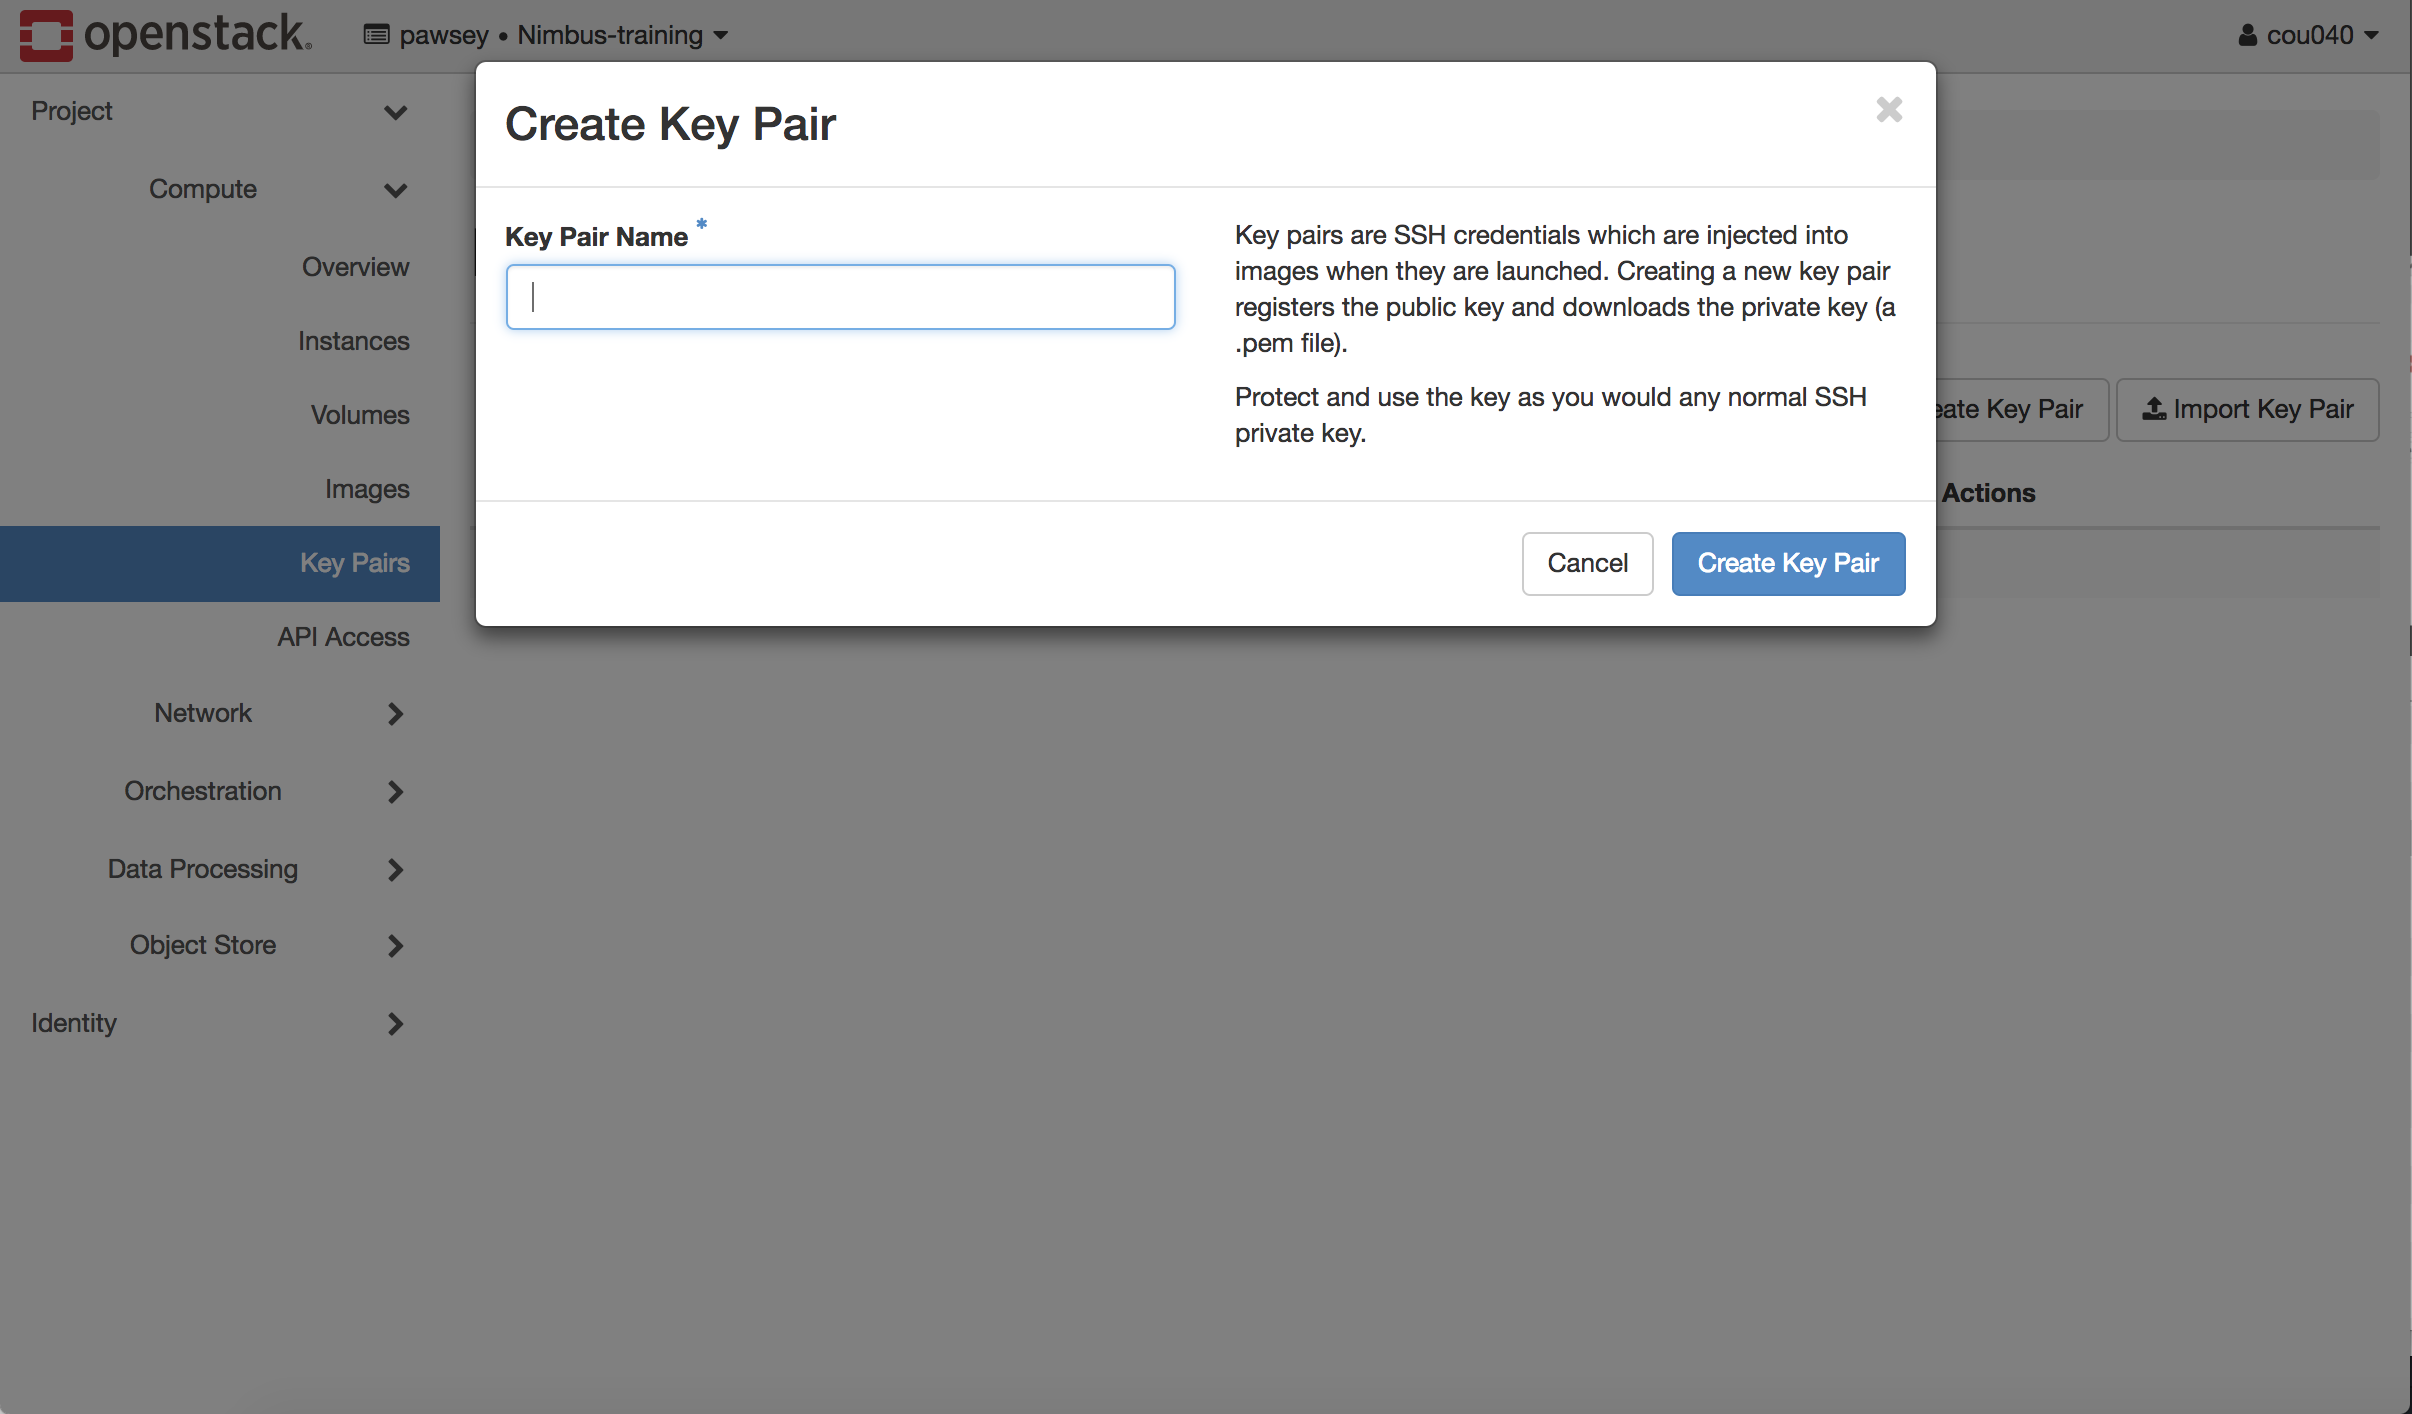 openstack.
pawsey • Nimbus-training
cou040
Project
Compute
Overview
Instances
Volumes
Images
Key Pairs
API Access
Network
Orchestration
Data Processing
Object Store
Identity
Create Key Pair
Key Pair Name *
Key pairs are SSH credentials which are injected into
images when they are launched. Creating a new key pair
registers the public key and downloads the private key (a
.pem file).
Protect and use the key as you would any normal SSH
private key.
Cancel
Create Key Pair
eate Key Pair
Import Key Pair
Actions